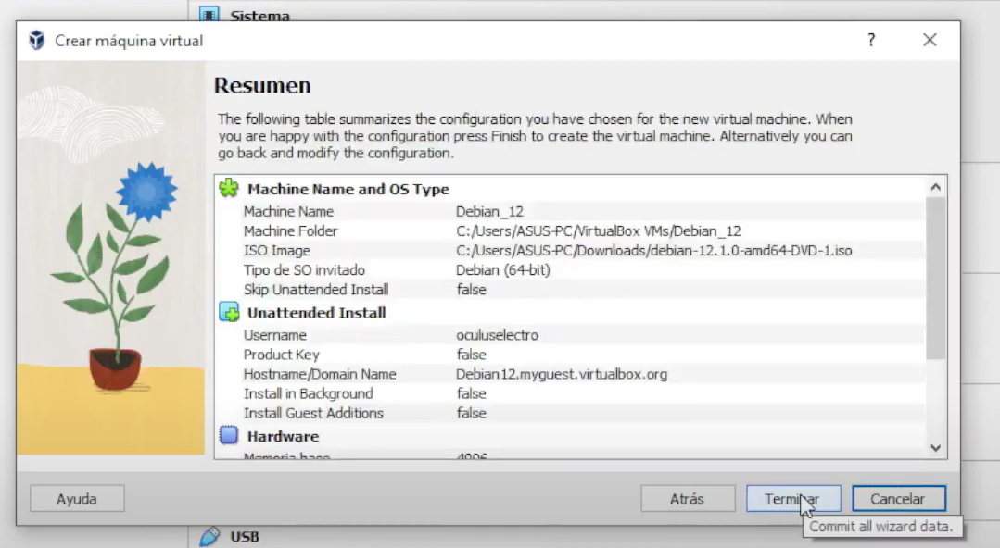 Sistema
Crear máquina virtual
?
Resumen
The following table summarizes the configuration you have chosen for the new virtual machine. When
you are happy with the configuration press Finish to create the virtual machine. Alternatively you can
go back and modify the configuration.
Machine Name and OS Type
Machine Name Debian_12
Machine Folder C:/Users/ASUS-PC/VirtualBox VMs/Debian_12
ISO Image C:/Users/ASUS-PC/Downloads/debian-12.1.0-amd64-DVD-1.iso
Tipo de SO invitado Debian (64-bit)
Skip Unattended Install false
Unattended Install
Username oculuselectro
Product Key false
Hostname/Domain Name Debian12.myguest.virtualbox.org
Install in Background false
Install Guest Additions false
Hardware
Memoria base 4096
Ayuda Atrás Terminar Cancelar
Commit all wizard data.
USB